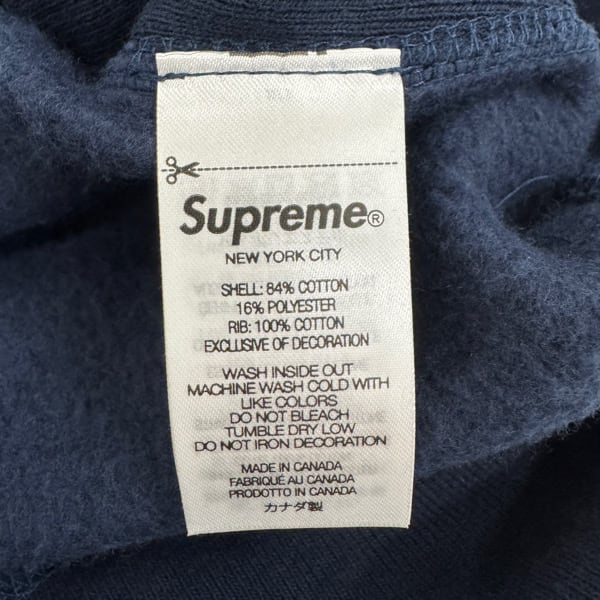 Supreme®
NEW YORK CITY
SHELL: 84% COTTON
16% POLYESTER
RIB: 100% COTTON
EXCLUSIVE OF DECORATION
WASH INSIDE OUT
MACHINE WASH COLD WITH
LIKE COLORS
DO NOT BLEACH
TUMBLE DRY LOW
DO NOT IRON DECORATION
MADE IN CANADA
FABRIQUÉ AU CANADA
PRODOTTO IN CANADA
カナダ製